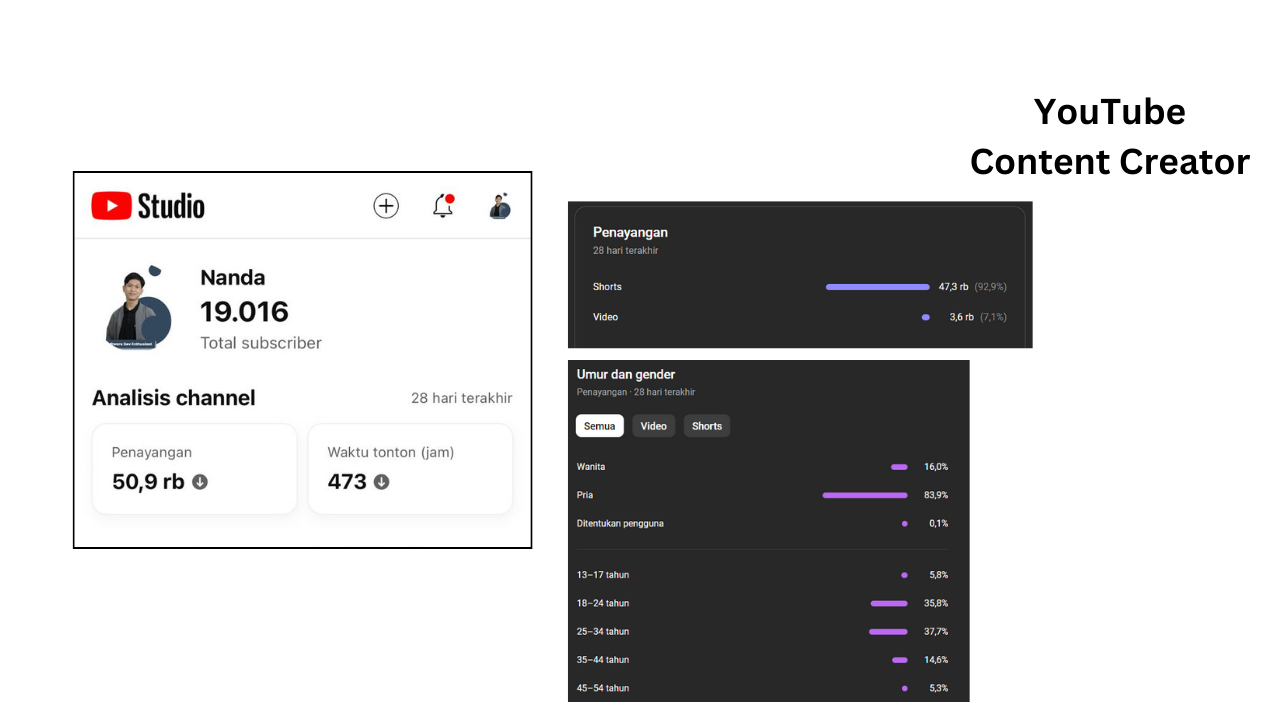 YouTube
Content Creator
Studio
Nanda
19.016
Total subscriber
Analisis channel
28 hari terakhir
Penayangan
50,9 rb
Waktu tonton (jam)
473
Penayangan
28 hari terakhir
Shorts 47,3 rb (92,9%)
Video 3,6 rb (7,1%)
Umur dan gender
Penayangan · 28 hari terakhir
Semua Video Shorts
Wanita 16,0%
Pria 83,9%
Ditentukan pengguna 0,1%
13–17 tahun 5,8%
18–24 tahun 35,8%
25–34 tahun 37,7%
35–44 tahun 14,6%
45–54 tahun 5,3%